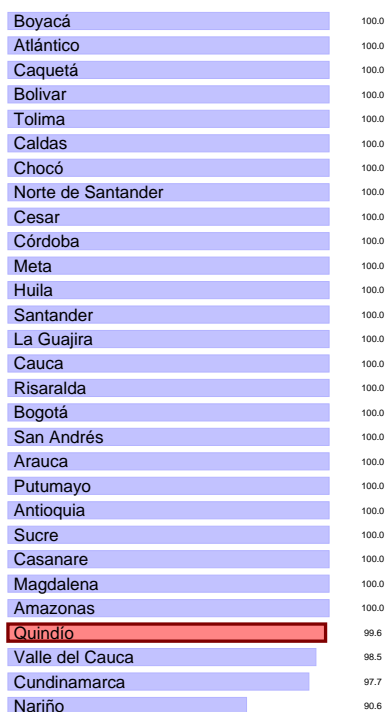 Boyacá 100.0
Atlántico 100.0
Caquetá 100.0
Bolivar 100.0
Tolima 100.0
Caldas 100.0
Chocó 100.0
Norte de Santander 100.0
Cesar 100.0
Córdoba 100.0
Meta 100.0
Huila 100.0
Santander 100.0
La Guajira 100.0
Cauca 100.0
Risaralda 100.0
Bogotá 100.0
San Andrés 100.0
Arauca 100.0
Putumayo 100.0
Antioquia 100.0
Sucre 100.0
Casanare 100.0
Magdalena 100.0
Amazonas 100.0
Quindío 99.6
Valle del Cauca 98.5
Cundinamarca 97.7
Nariño 90.6